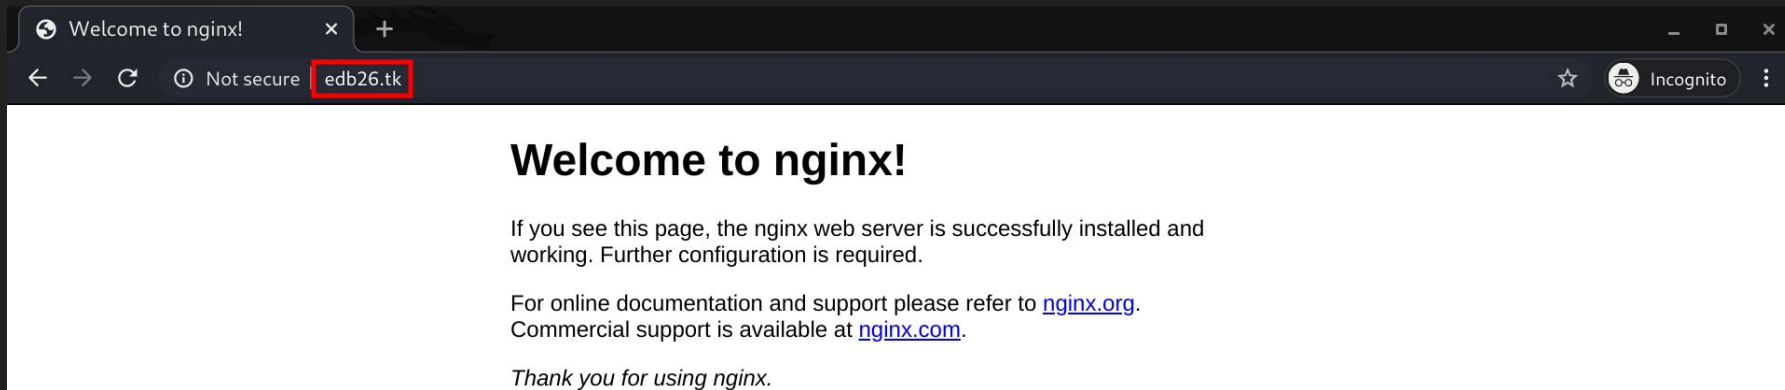 Welcome to nginx!
Not secure edb26.tk Incognito
Welcome to nginx!
If you see this page, the nginx web server is successfully installed and
working. Further configuration is required.
For online documentation and support please refer to nginx.org.
Commercial support is available at nginx.com.
Thank you for using nginx.